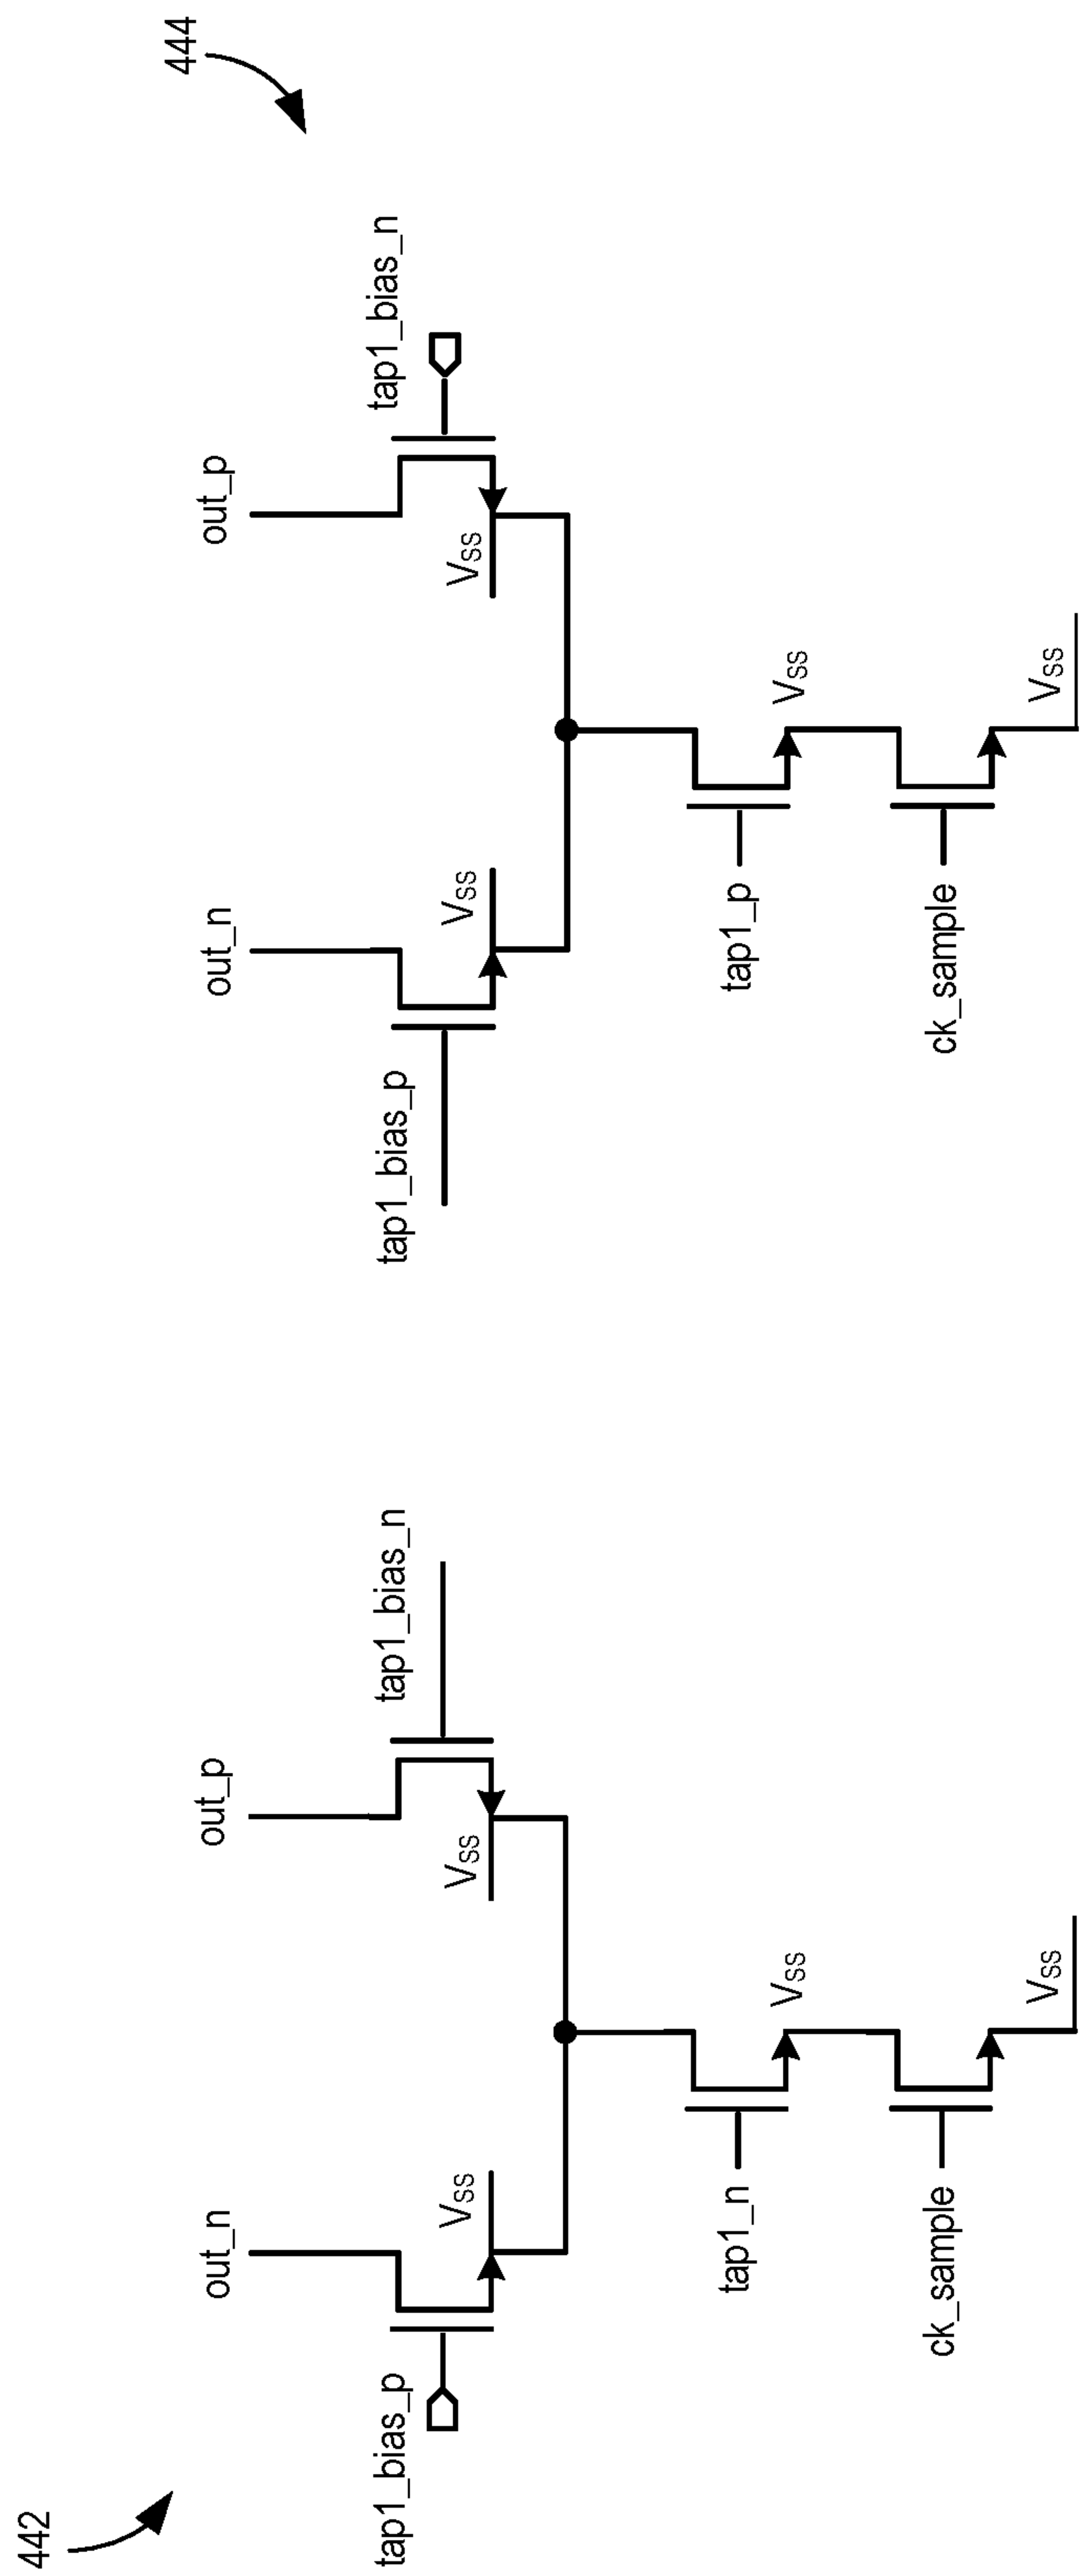 442
444
out_n
out_p
out_n
out_p
tap1_bias_p
tap1_bias_n
tap1_bias_p
tap1_bias_n
VSS
VSS
VSS
VSS
tap1_n
VSS
tap1_p
VSS
ck_sample
VSS
ck_sample
VSS